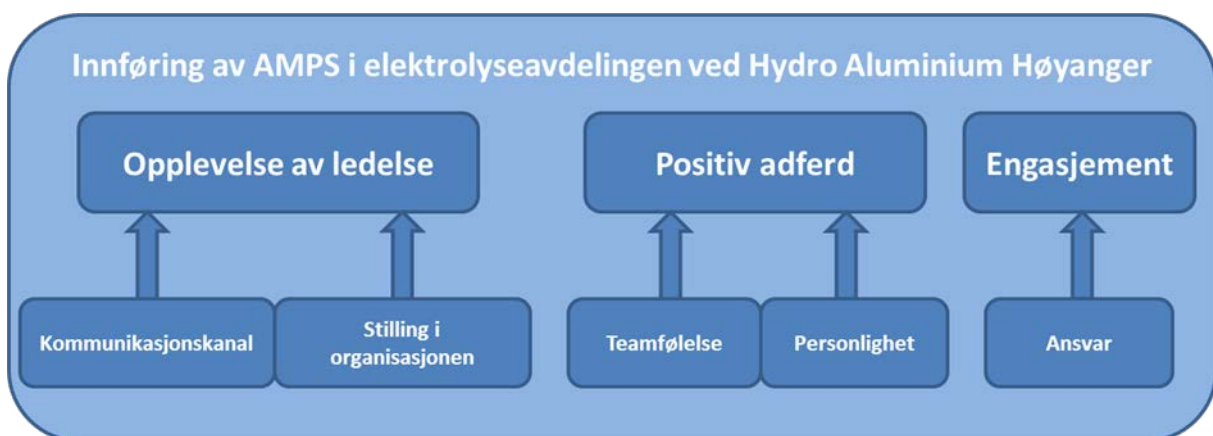 Innføring av AMPS i elektrolyseavdelingen ved Hydro Aluminium Høyanger
Opplevelse av ledelse
Positiv adferd
Engasjement
Kommunikasjonskanal
Stilling i
organisasjonen
Teamfølelse
Personlighet
Ansvar